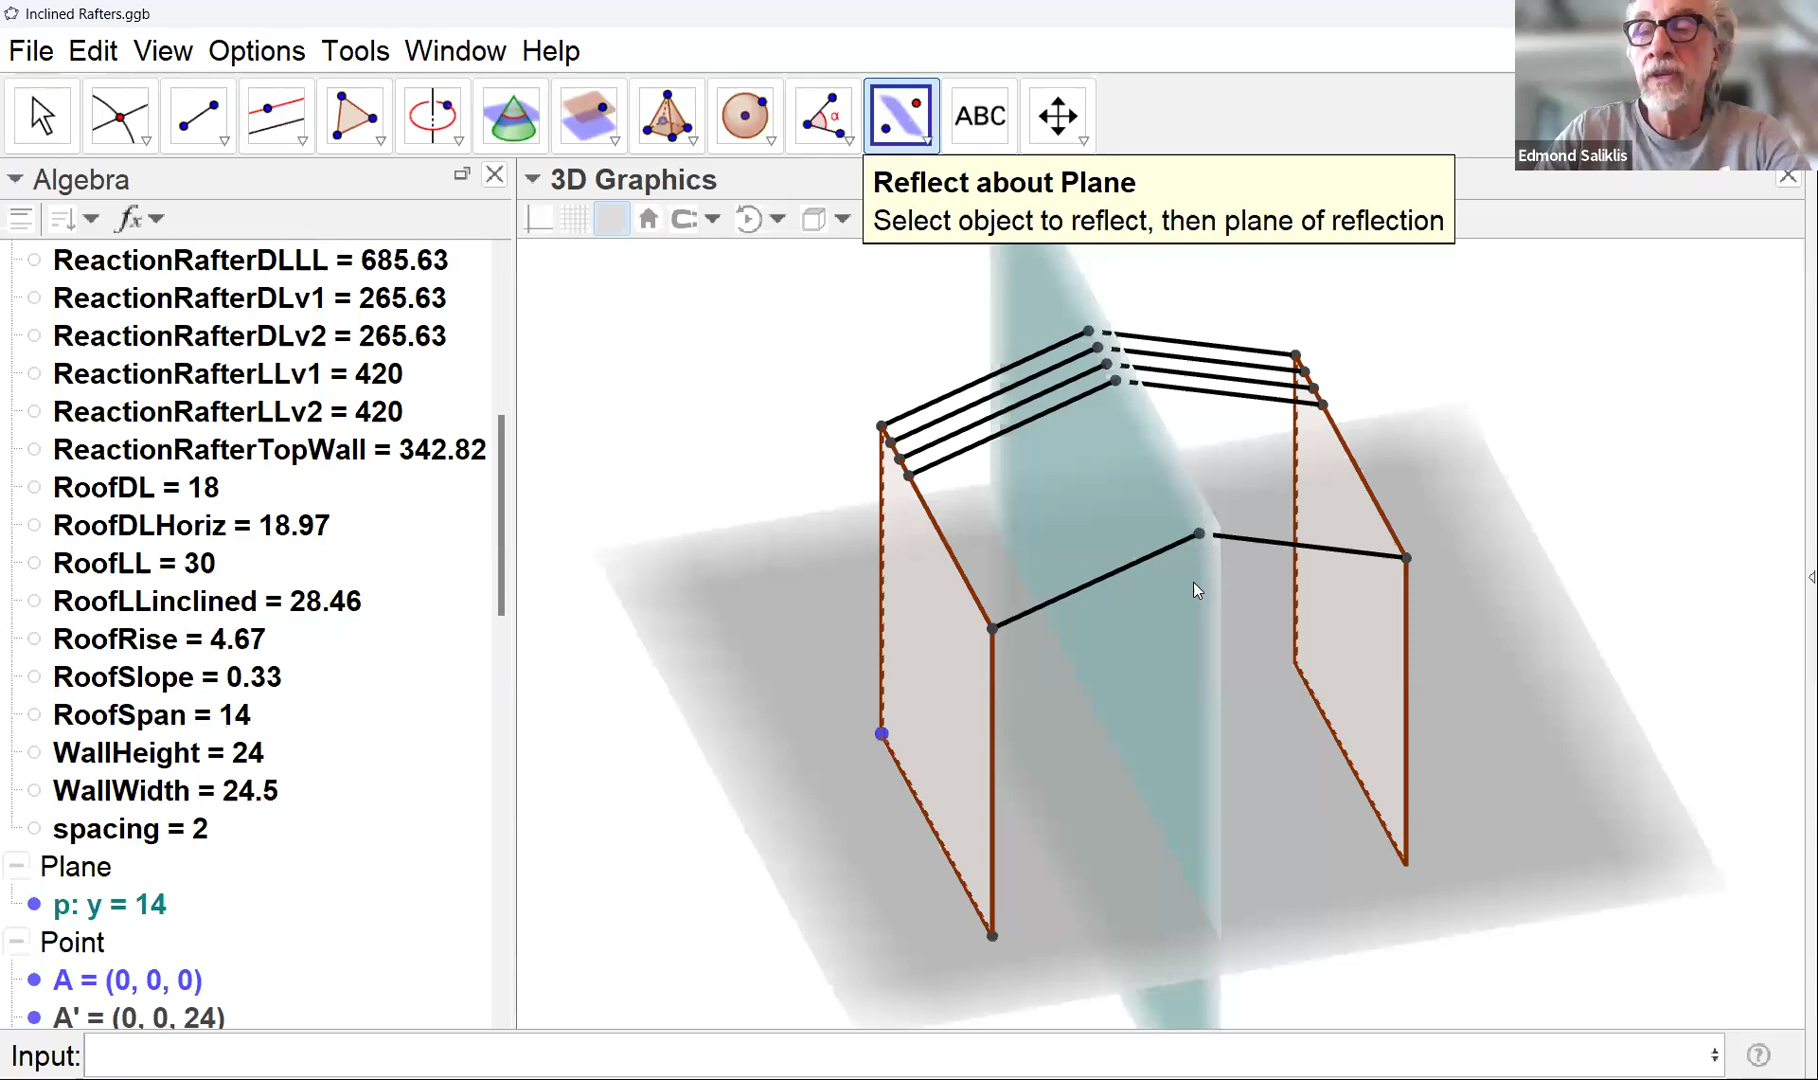 Inclined Rafters.ggb
File Edit View Options Tools Window Help
α
ABC
Edmond Saliklis
Algebra
3D Graphics
Reflect about Plane
Select object to reflect, then plane of reflection
fx
ReactionRafterDLLL = 685.63
ReactionRafterDLv1 = 265.63
ReactionRafterDLv2 = 265.63
ReactionRafterLLv1 = 420
ReactionRafterLLv2 = 420
ReactionRafterTopWall = 342.82
RoofDL = 18
RoofDLHoriz = 18.97
RoofLL = 30
RoofLLinclined = 28.46
RoofRise = 4.67
RoofSlope = 0.33
RoofSpan = 14
WallHeight = 24
WallWidth = 24.5
spacing = 2
Plane
p: y = 14
Point
A = (0, 0, 0)
A' = (0, 0, 24)
Input:
?